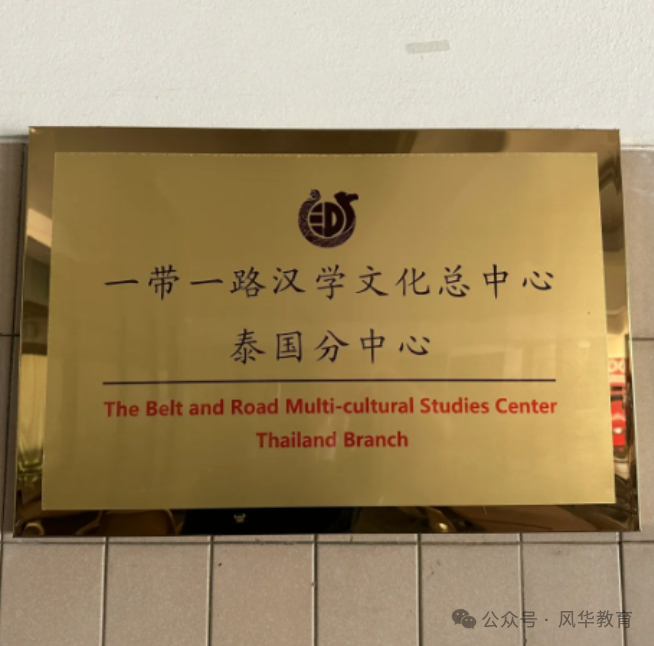 一带一路汉学文化总中心
泰国分中心
The Belt and Road Multi-cultural Studies Center
Thailand Branch
公众号 · 风华教育